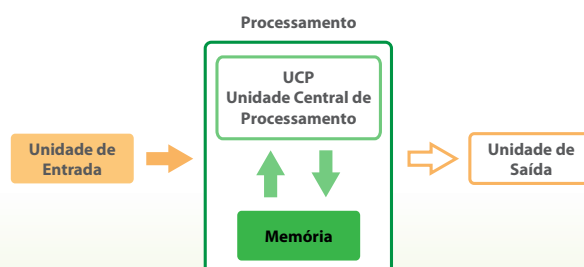 Processamento
UCP
Unidade Central de
Processamento
Unidade de
Entrada
Unidade de
Saída
Memória